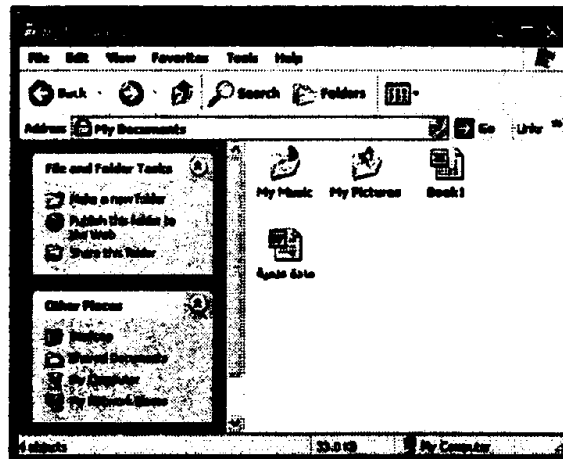 File Edit View Favorites Tools Help
Back Search Folders
Address My Documents Go Links
File and Folder Tasks
Make a new folder
Publish this folder to
the Web
Share this folder
My Music My Pictures Book1
مادة علمية
Other Places
Desktop
Shared Documents
My Computer
My Network Places
4 objects 33.0 KB My Computer